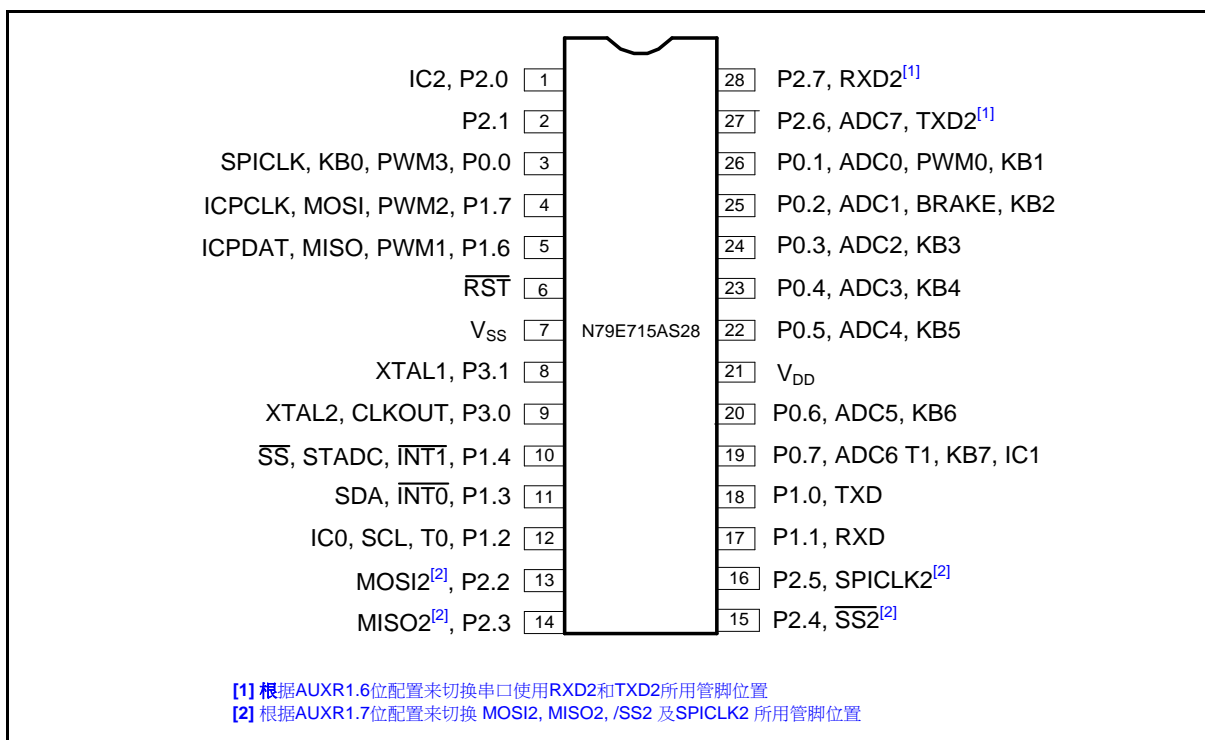 IC2, P2.0 1 28 P2.7, RXD2[1]
P2.1 2 27 P2.6, ADC7, TXD2[1]
SPICLK, KB0, PWM3, P0.0 3 26 P0.1, ADC0, PWM0, KB1
ICPCLK, MOSI, PWM2, P1.7 4 25 P0.2, ADC1, BRAKE, KB2
ICPDAT, MISO, PWM1, P1.6 5 24 P0.3, ADC2, KB3
R̅S̅T̅ 6 23 P0.4, ADC3, KB4
VSS 7 N79E715AS28 22 P0.5, ADC4, KB5
XTAL1, P3.1 8 21 VDD
XTAL2, CLKOUT, P3.0 9 20 P0.6, ADC5, KB6
S̅S̅, STADC, I̅N̅T̅1̅, P1.4 10 19 P0.7, ADC6 T1, KB7, IC1
SDA, I̅N̅T̅0̅, P1.3 11 18 P1.0, TXD
IC0, SCL, T0, P1.2 12 17 P1.1, RXD
MOSI2[2], P2.2 13 16 P2.5, SPICLK2[2]
MISO2[2], P2.3 14 15 P2.4, S̅S̅2̅[2]
[1] 根据AUXR1.6位配置来切换串口使用RXD2和TXD2所用管脚位置
[2] 根据AUXR1.7位配置来切换 MOSI2, MISO2, /SS2 及SPICLK2 所用管脚位置